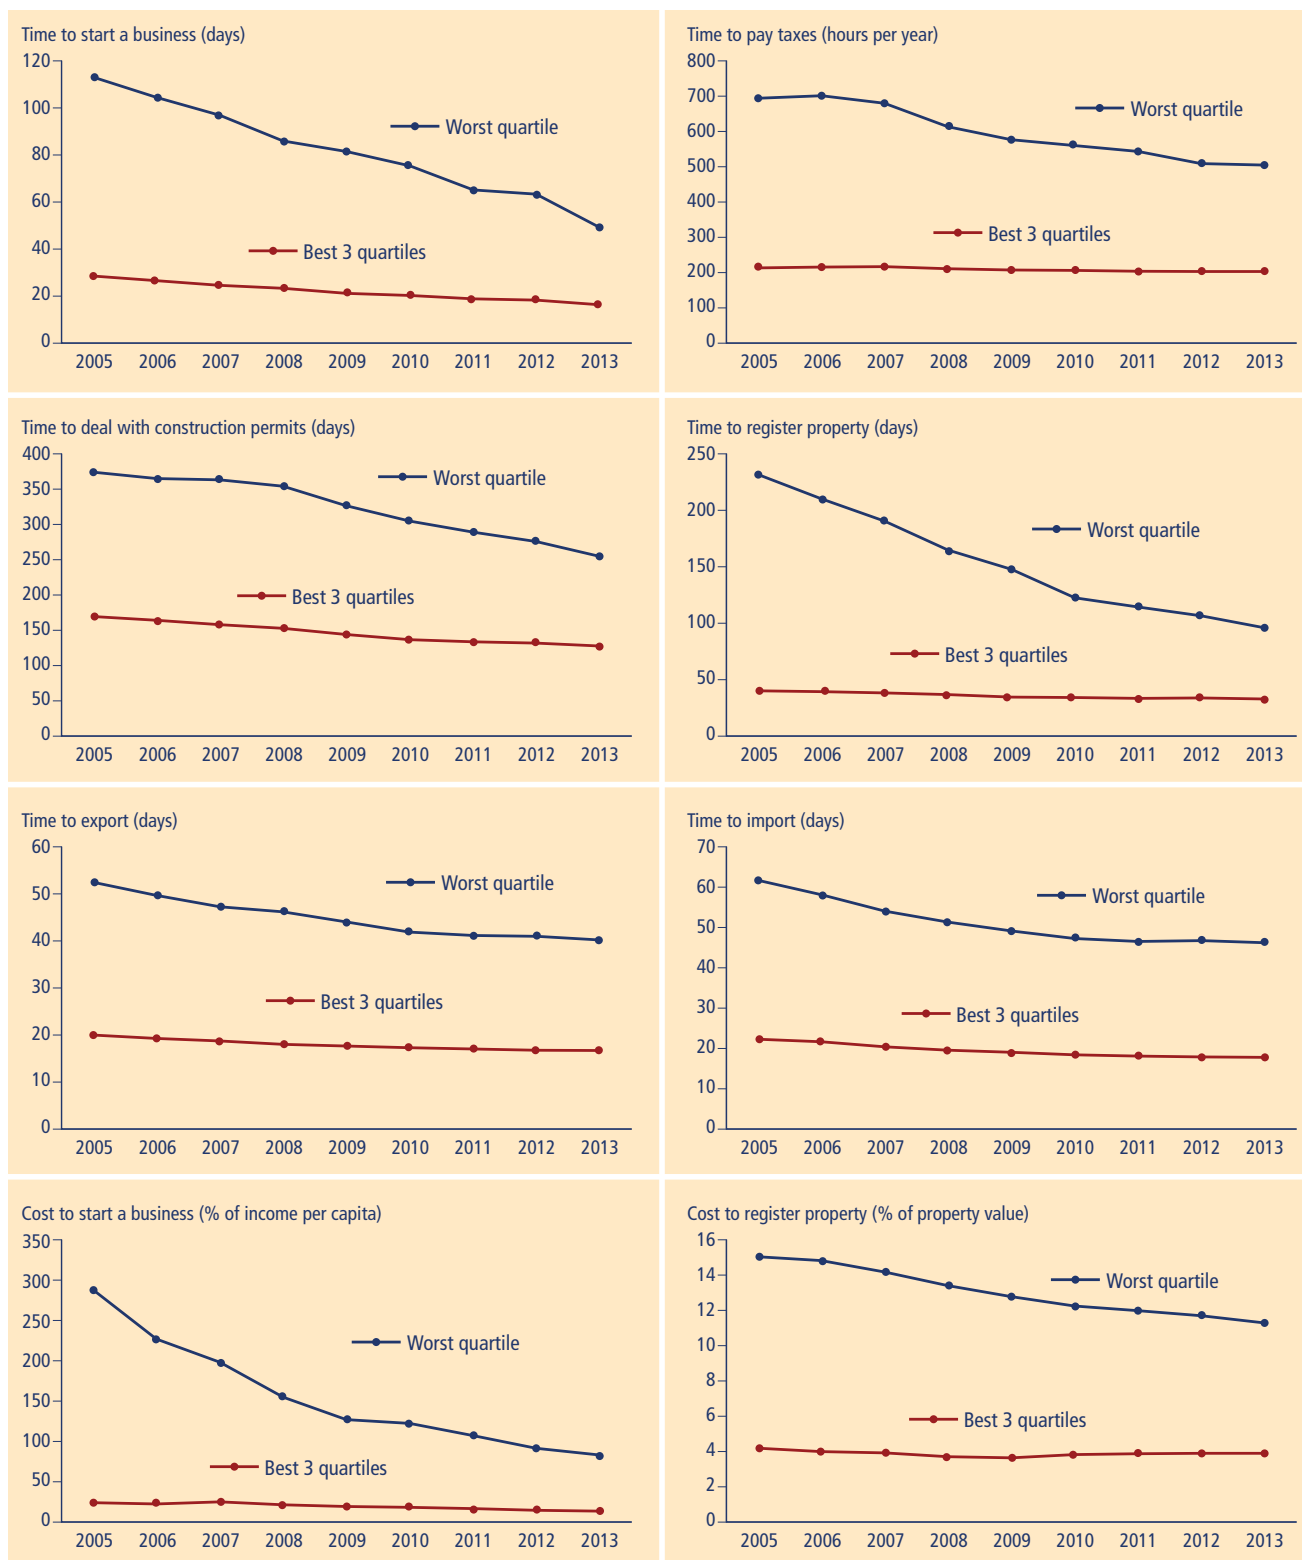 Time to start a business (days)
120
100
80
60
40
20
0
Worst quartile
Best 3 quartiles
2005 2006 2007 2008 2009 2010 2011 2012 2013
Time to pay taxes (hours per year)
800
700
600
500
400
300
200
100
0
Worst quartile
Best 3 quartiles
2005 2006 2007 2008 2009 2010 2011 2012 2013
Time to deal with construction permits (days)
400
350
300
250
200
150
100
50
0
Worst quartile
Best 3 quartiles
2005 2006 2007 2008 2009 2010 2011 2012 2013
Time to register property (days)
250
200
150
100
50
0
Worst quartile
Best 3 quartiles
2005 2006 2007 2008 2009 2010 2011 2012 2013
Time to export (days)
60
50
40
30
20
10
0
Worst quartile
Best 3 quartiles
2005 2006 2007 2008 2009 2010 2011 2012 2013
Time to import (days)
70
60
50
40
30
20
10
0
Worst quartile
Best 3 quartiles
2005 2006 2007 2008 2009 2010 2011 2012 2013
Cost to start a business (% of income per capita)
350
300
250
200
150
100
50
0
Worst quartile
Best 3 quartiles
2005 2006 2007 2008 2009 2010 2011 2012 2013
Cost to register property (% of property value)
16
14
12
10
8
6
4
2
0
Worst quartile
Best 3 quartiles
2005 2006 2007 2008 2009 2010 2011 2012 2013